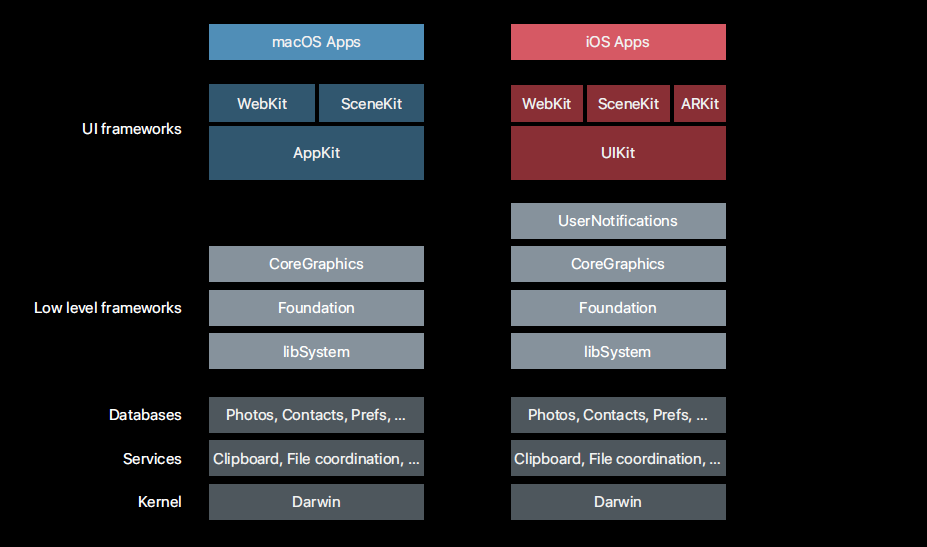 macOS Apps
iOS Apps
UI frameworks
WebKit
SceneKit
AppKit
WebKit
SceneKit
ARKit
UIKit
UserNotifications
Low level frameworks
CoreGraphics
CoreGraphics
Foundation
Foundation
libSystem
libSystem
Databases
Photos, Contacts, Prefs, ...
Photos, Contacts, Prefs, ...
Services
Clipboard, File coordination, ...
Clipboard, File coordination, ...
Kernel
Darwin
Darwin